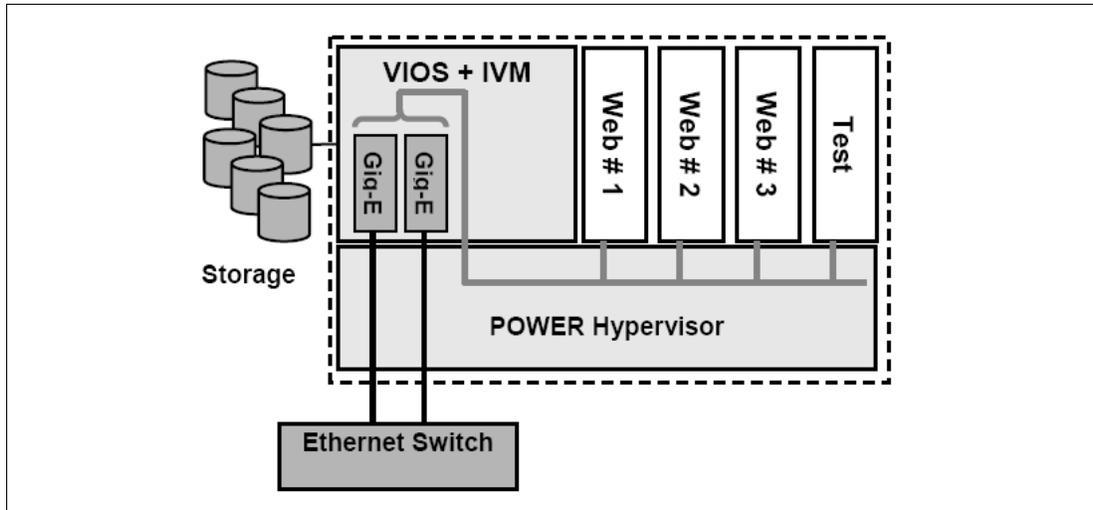 VIOS + IVM
Gig-E
Gig-E
Web # 1
Web # 2
Web # 3
Test
Storage
POWER Hypervisor
Ethernet Switch